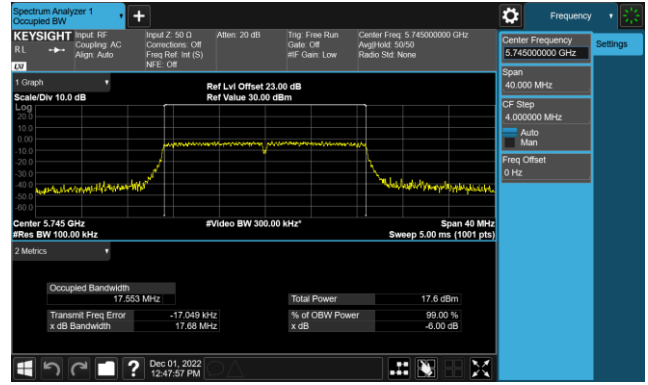 Spectrum Analyzer 1
Occupied BW
Frequency
KEYSIGHT
RL
LXI
Input: RF
Coupling: AC
Align: Auto
Input Z: 50 Ω
Corrections: Off
Freq Ref: Int (S)
NFE: Off
Atten: 20 dB
Trig: Free Run
Gate: Off
#IF Gain: Low
Center Freq: 5.745000000 GHz
Avg|Hold: 50/50
Radio Std: None
Center Frequency
5.745000000 GHz
Settings
Span
40.000 MHz
CF Step
4.000000 MHz
Auto
Man
Freq Offset
0 Hz
1 Graph
Scale/Div 10.0 dB
Ref Lvl Offset 23.00 dB
Ref Value 30.00 dBm
Log
20.0
10.0
0.00
-10.0
-20.0
-30.0
-40.0
-50.0
-60.0
Center 5.745 GHz
#Res BW 100.00 kHz
#Video BW 300.00 kHz*
Span 40 MHz
Sweep 5.00 ms (1001 pts)
2 Metrics
Occupied Bandwidth
17.553 MHz
Total Power 17.6 dBm
Transmit Freq Error -17.049 kHz
% of OBW Power 99.00 %
x dB Bandwidth 17.68 MHz
x dB -6.00 dB
?
Dec 01, 2022
12:47:57 PM